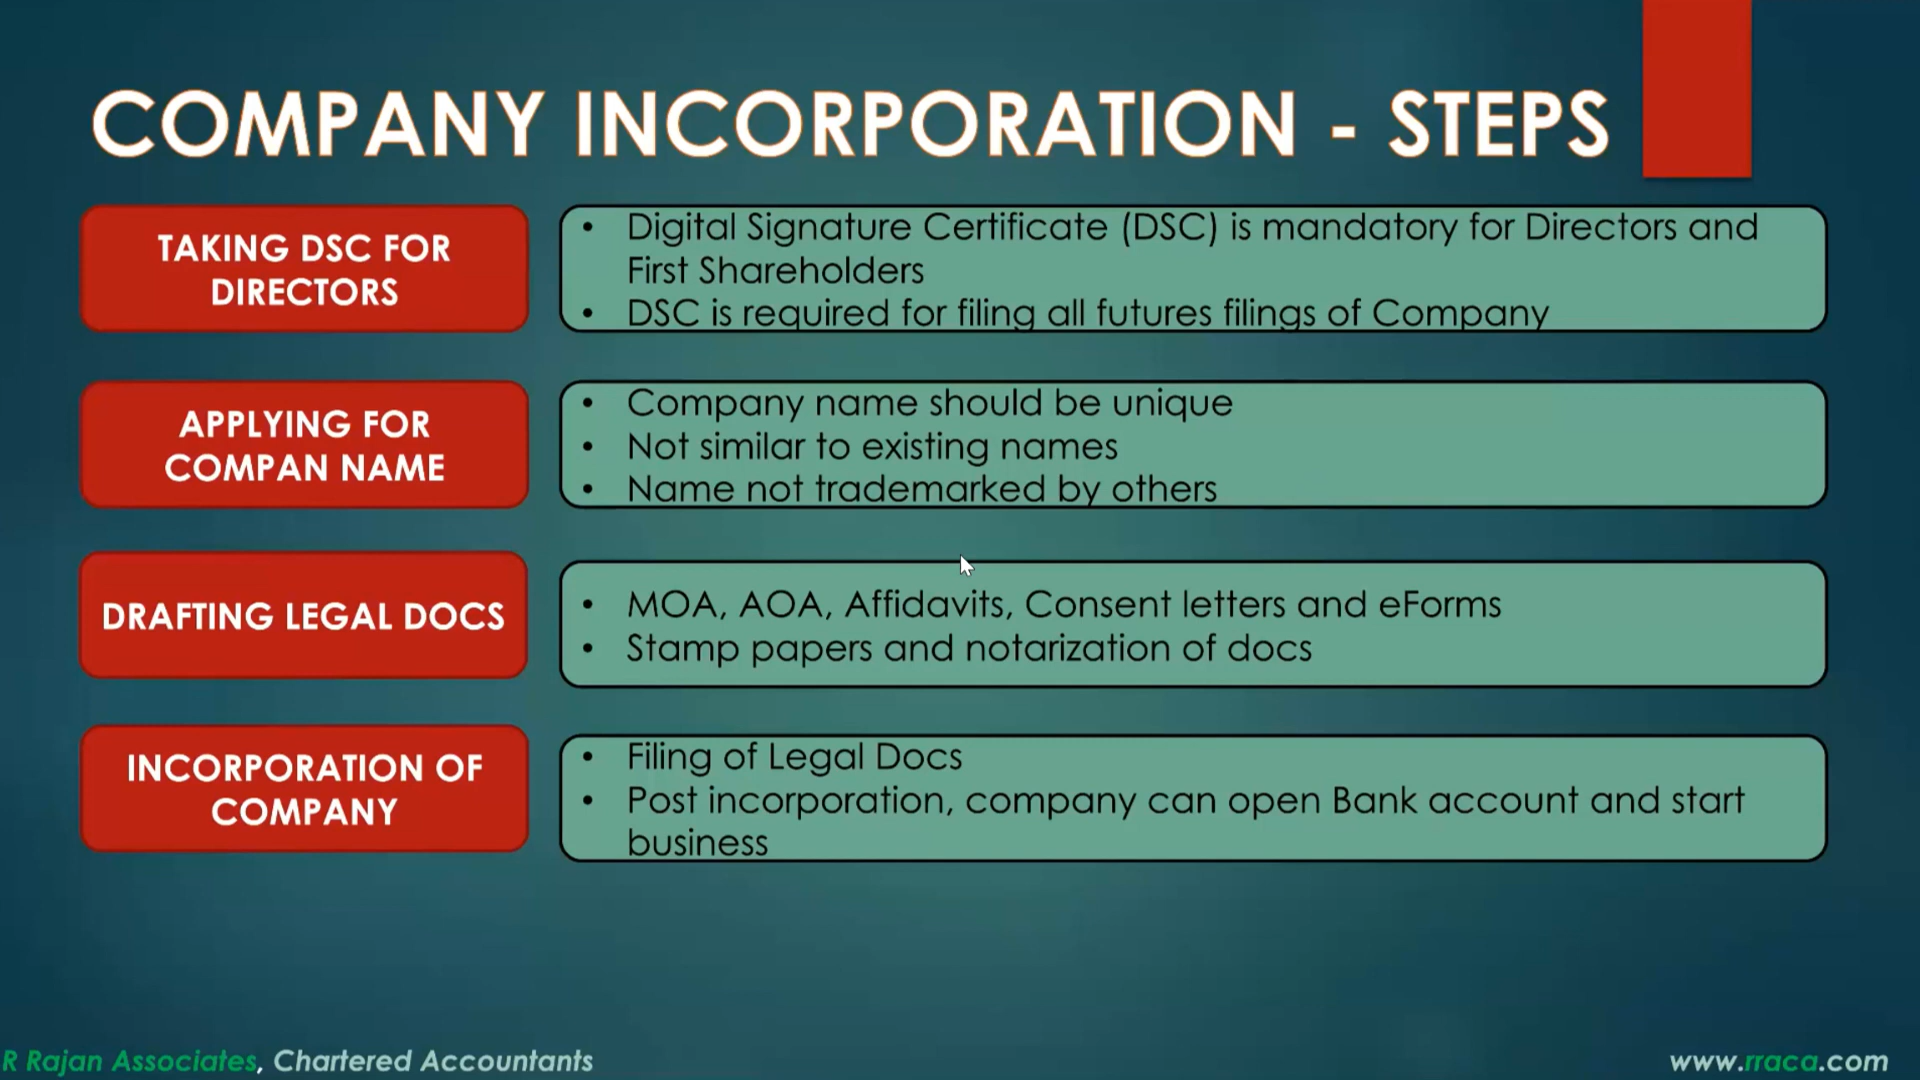 COMPANY INCORPORATION - STEPS
TAKING DSC FOR
DIRECTORS
• Digital Signature Certificate (DSC) is mandatory for Directors and
First Shareholders
• DSC is required for filing all futures filings of Company
APPLYING FOR
COMPAN NAME
• Company name should be unique
• Not similar to existing names
• Name not trademarked by others
DRAFTING LEGAL DOCS
• MOA, AOA, Affidavits, Consent letters and eForms
• Stamp papers and notarization of docs
INCORPORATION OF
COMPANY
• Filing of Legal Docs
• Post incorporation, company can open Bank account and start
business
R Rajan Associates, Chartered Accountants
www.rraca.com